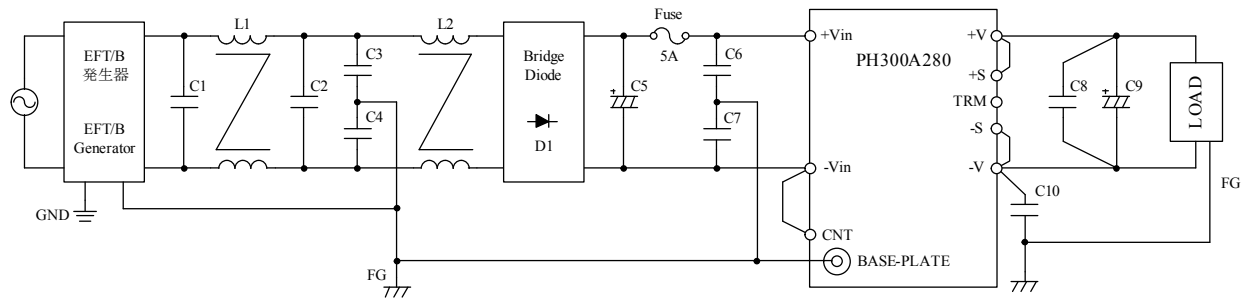 EFT/B
発生器
EFT/B
Generator
GND
C1
L1
C2
C3
C4
L2
Bridge
Diode
D1
FG
C5
Fuse
5A
C6
C7
+Vin
-Vin
CNT
BASE-PLATE
PH300A280
+V
+S
TRM
-S
-V
C8
C9
C10
LOAD
FG